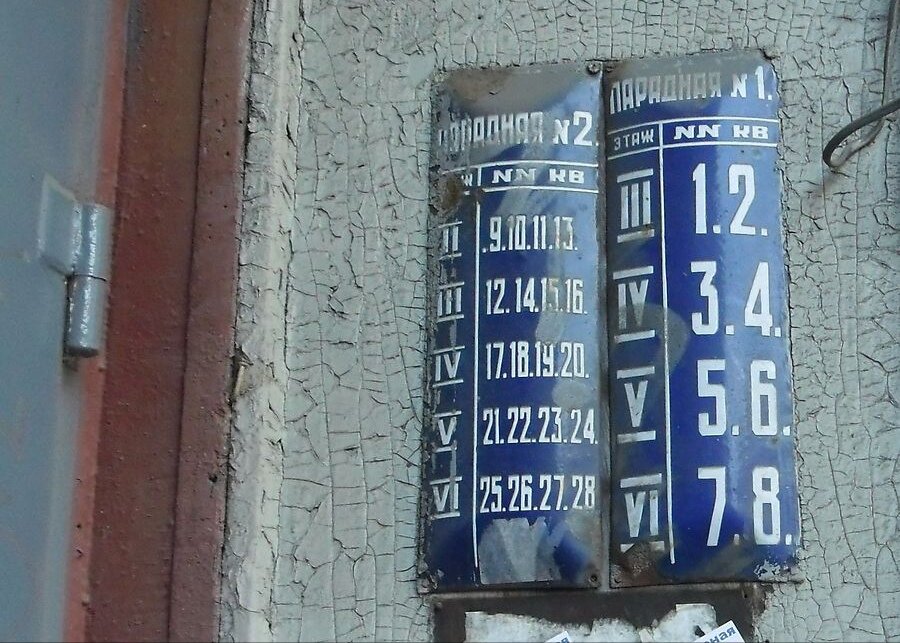 ПАРАДНАЯ N2.
NN КВ
II .9.10.11.13.
III 12.14.15.16.
IV 17.18.19.20.
V 21.22.23.24.
VI 25.26.27.28
ПАРАДНАЯ N1.
ЭТАЖ NN КВ
III 1.2.
IV 3.4.
V 5.6.
VI 7.8.